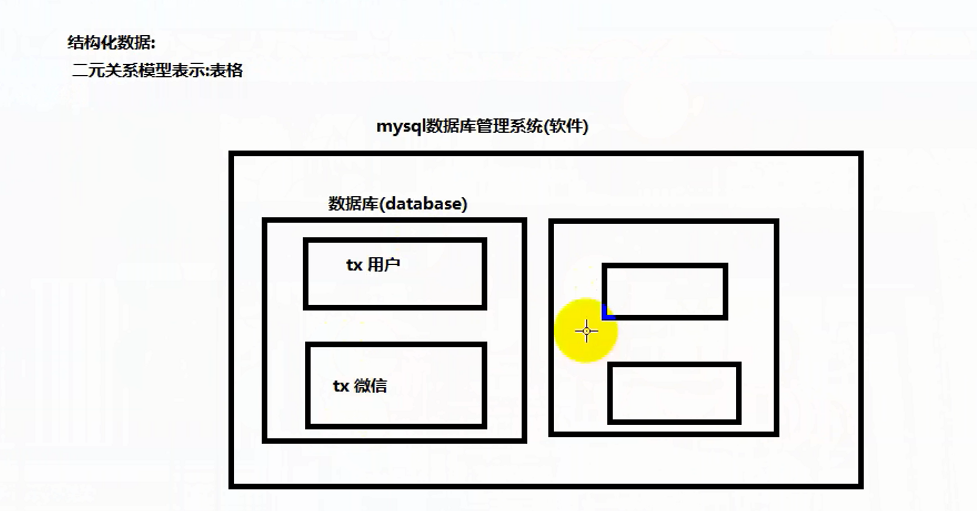 结构化数据:
二元关系模型表示:表格
mysql数据库管理系统(软件)
数据库(database)
tx 用户
tx 微信